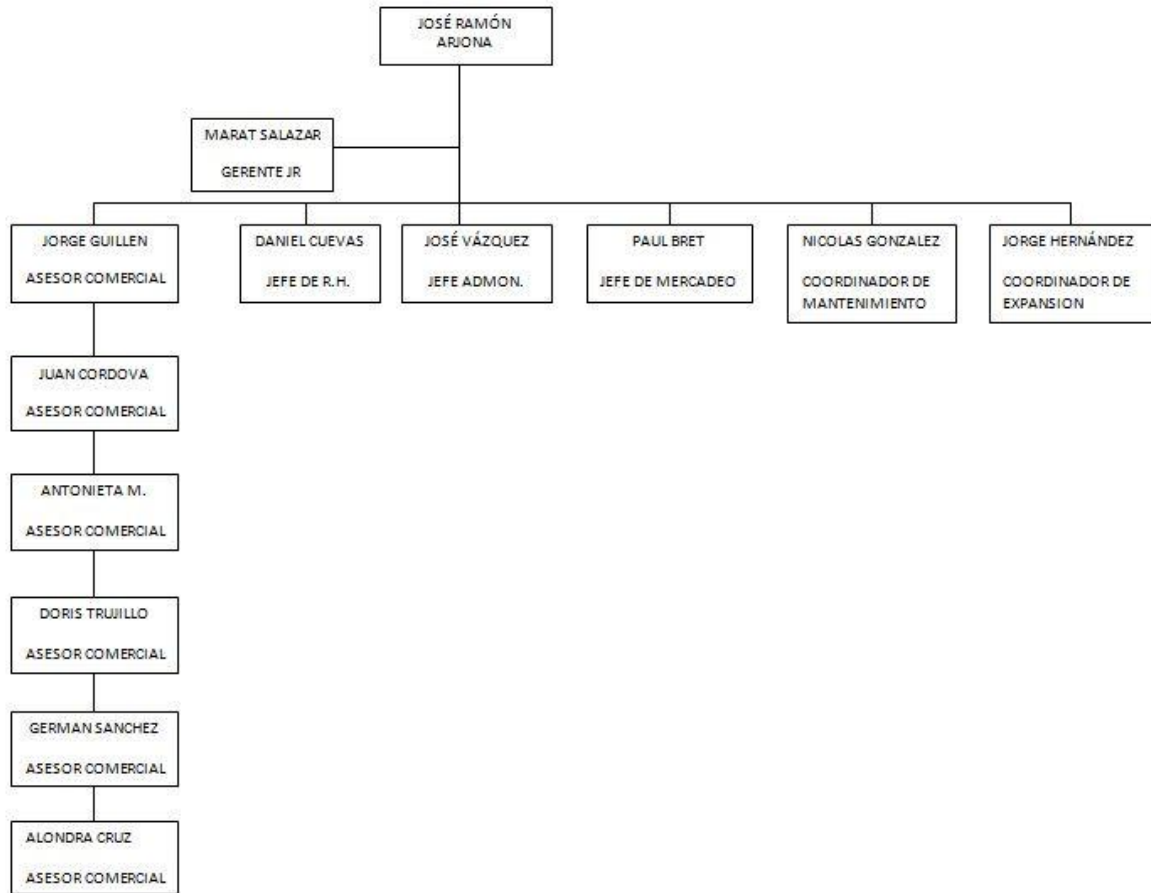 JOSÉ RAMÓN
ARJONA
MARAT SALAZAR
GERENTE JR
JORGE GUILLEN
ASESOR COMERCIAL
DANIEL CUEVAS
JEFE DE R.H.
JOSÉ VÁZQUEZ
JEFE ADMON.
PAUL BRET
JEFE DE MERCADEO
NICOLAS GONZALEZ
COORDINADOR DE
MANTENIMIENTO
JORGE HERNÁNDEZ
COORDINADOR DE
EXPANSION
JUAN CORDOVA
ASESOR COMERCIAL
ANTONIETA M.
ASESOR COMERCIAL
DORIS TRUJILLO
ASESOR COMERCIAL
GERMAN SANCHEZ
ASESOR COMERCIAL
ALONDRA CRUZ
ASESOR COMERCIAL